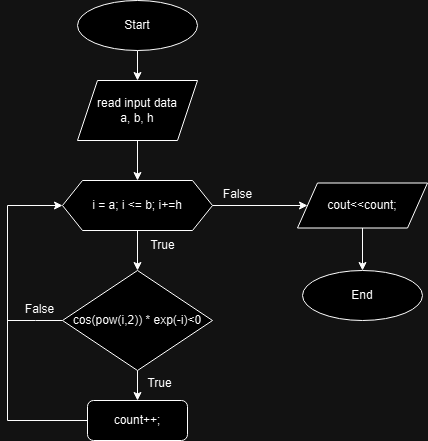 Start
read input data
a, b, h
i = a; i <= b; i+=h
False
cout<<count;
True
End
False
cos(pow(i,2)) * exp(-i)<0
True
count++;